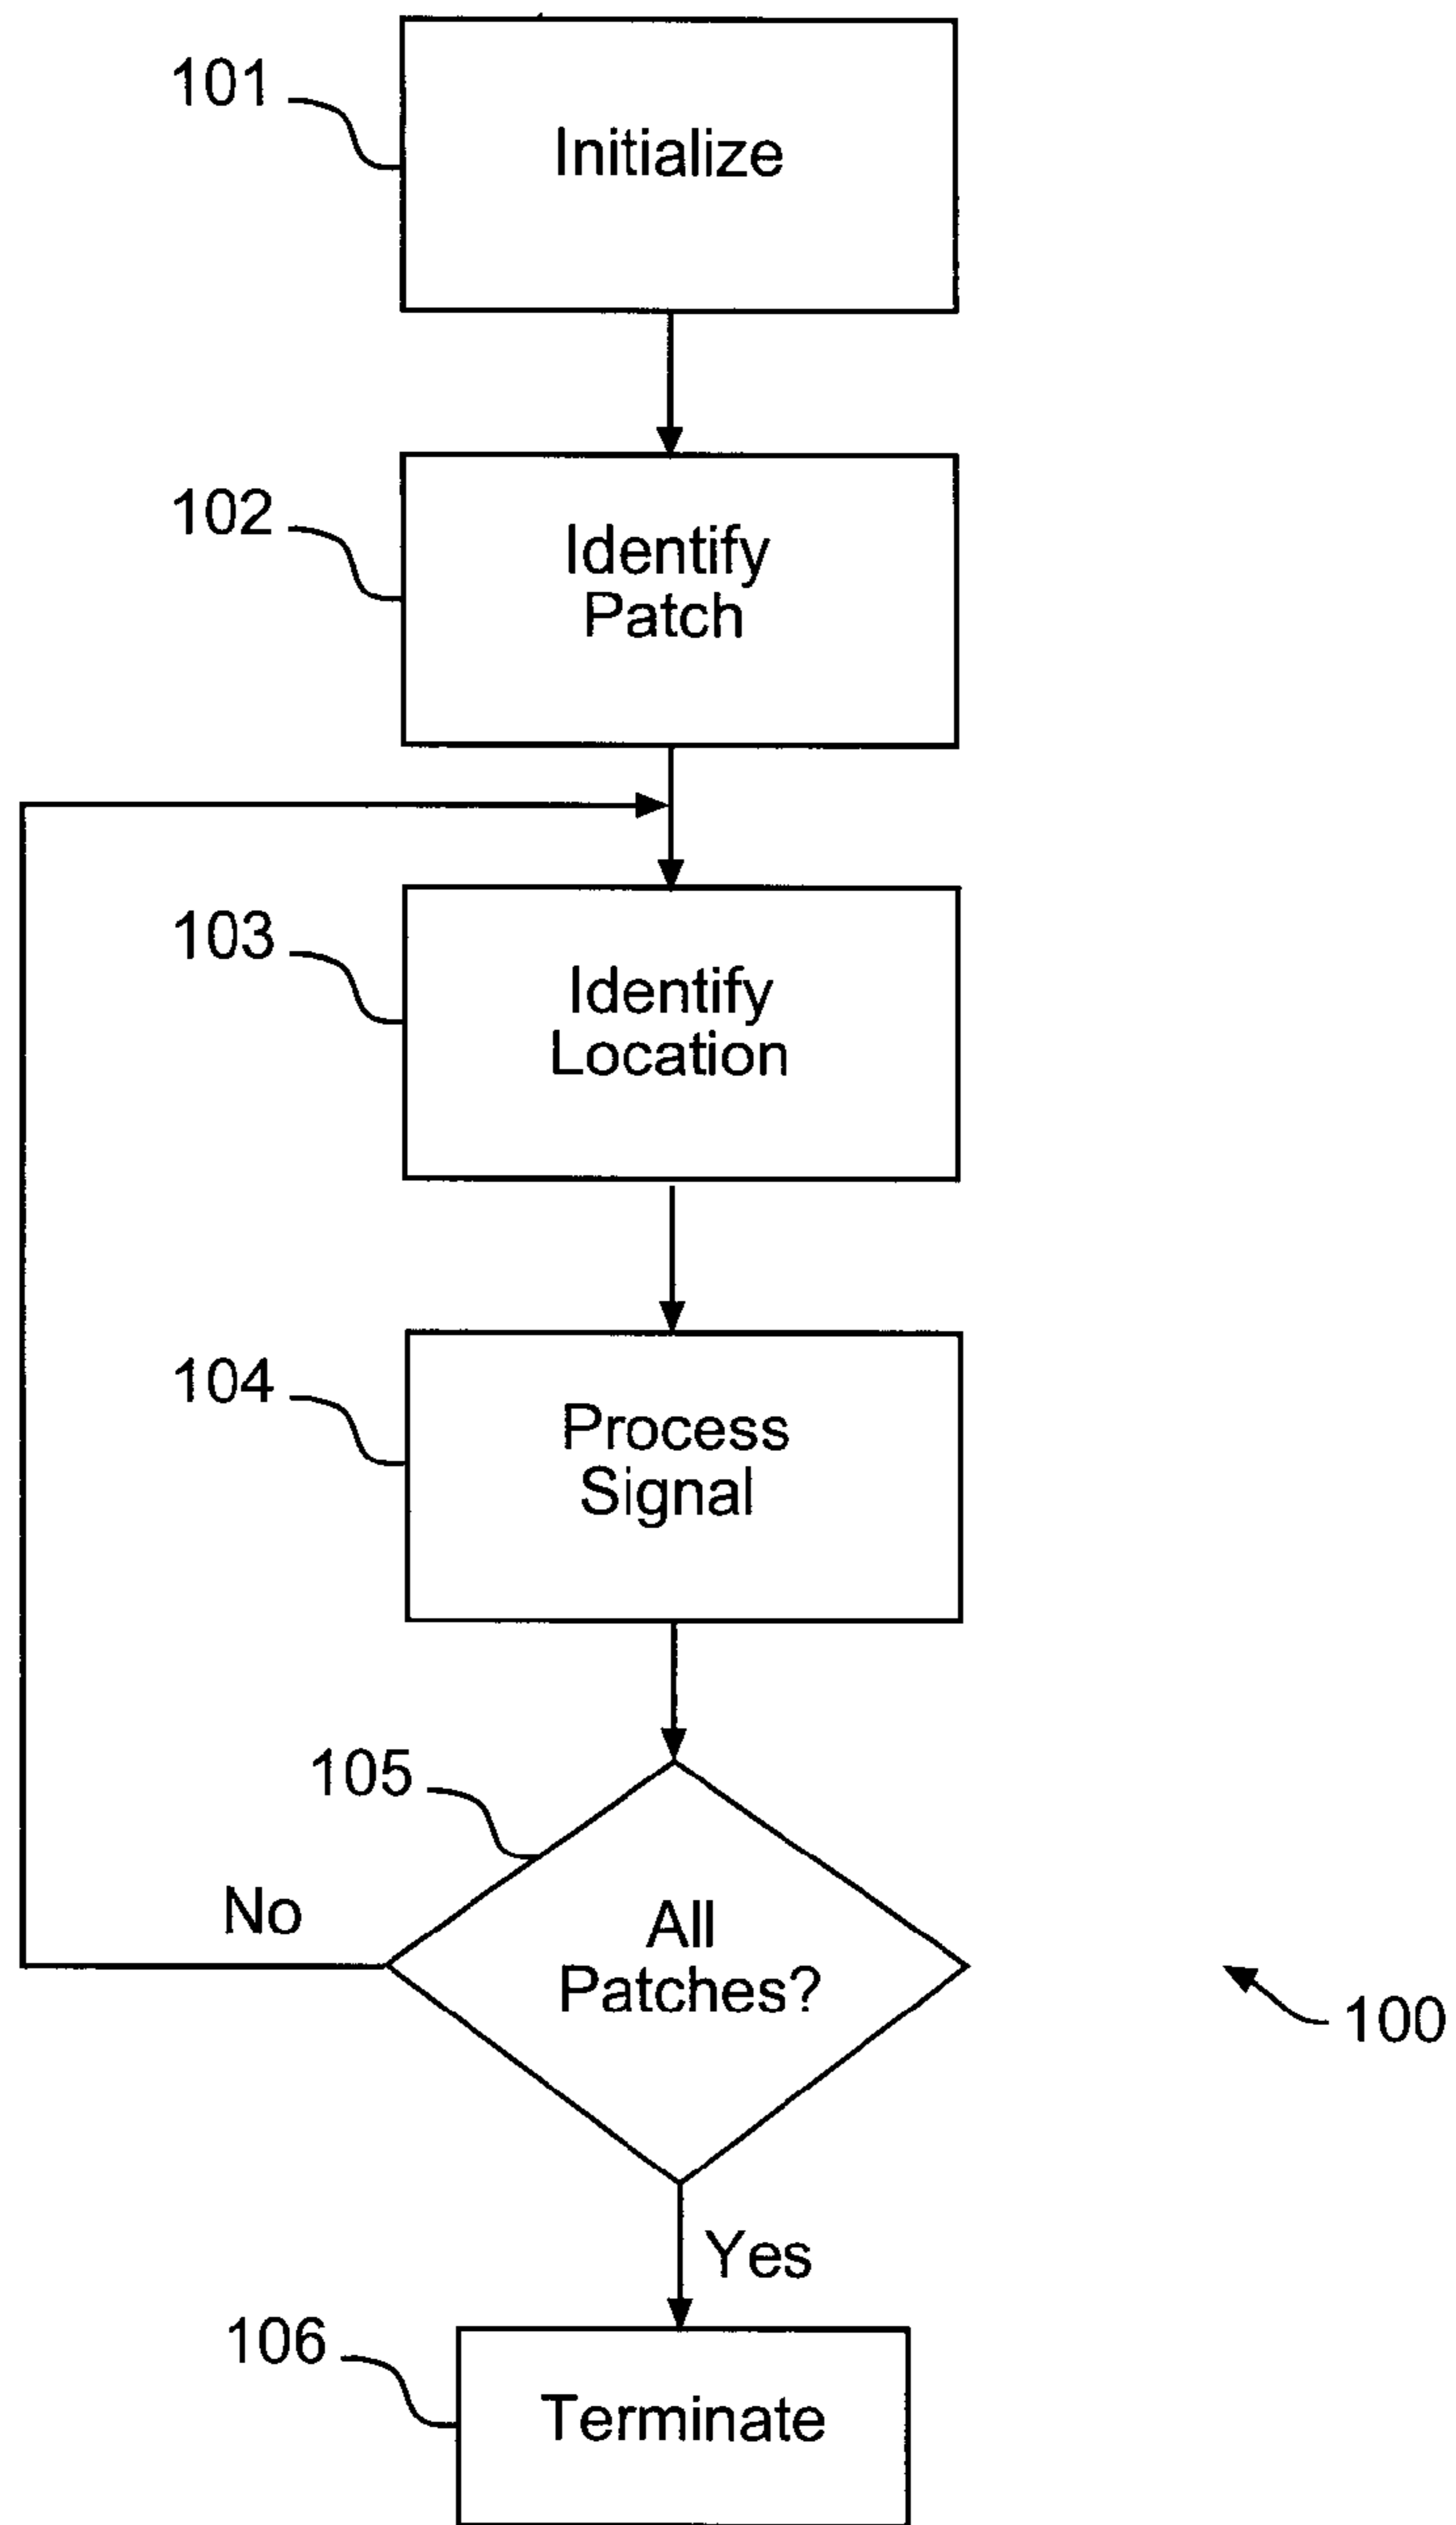 101
Initialize
102
Identify
Patch
103
Identify
Location
104
Process
Signal
105
No
All
Patches?
100
Yes
106
Terminate